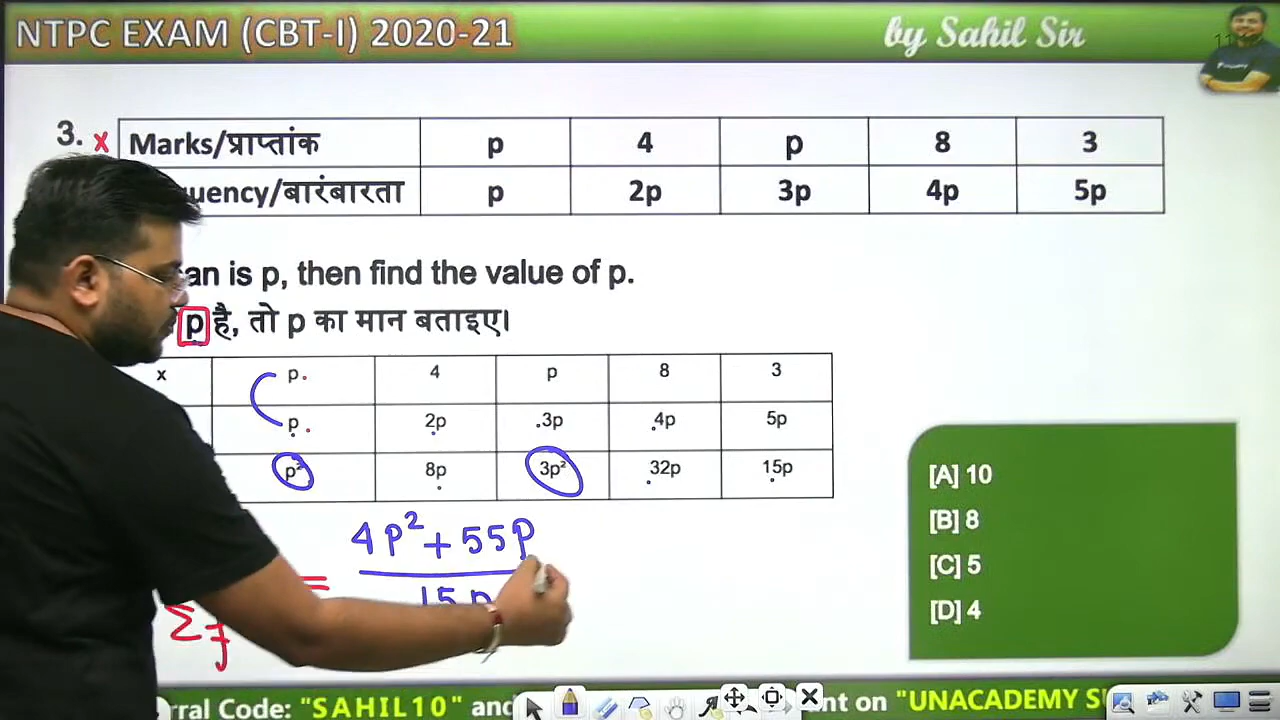 NTPC EXAM (CBT-I) 2020-21 by Sahil Sir
3. x Marks/प्राप्तांक p 4 p 8 3
uency/बारंबारता p 2p 3p 4p 5p
an is p, then find the value of p.
p है, तो p का मान बताइए।
x p 4 p 8 3
p 2p 3p 4p 5p
p² 8p 3p² 32p 15p
4p² + 55p
= 15p
Σf
[A] 10
[B] 8
[C] 5
[D] 4
rral Code: "SAHIL10" and nt on "UNACADEMY S